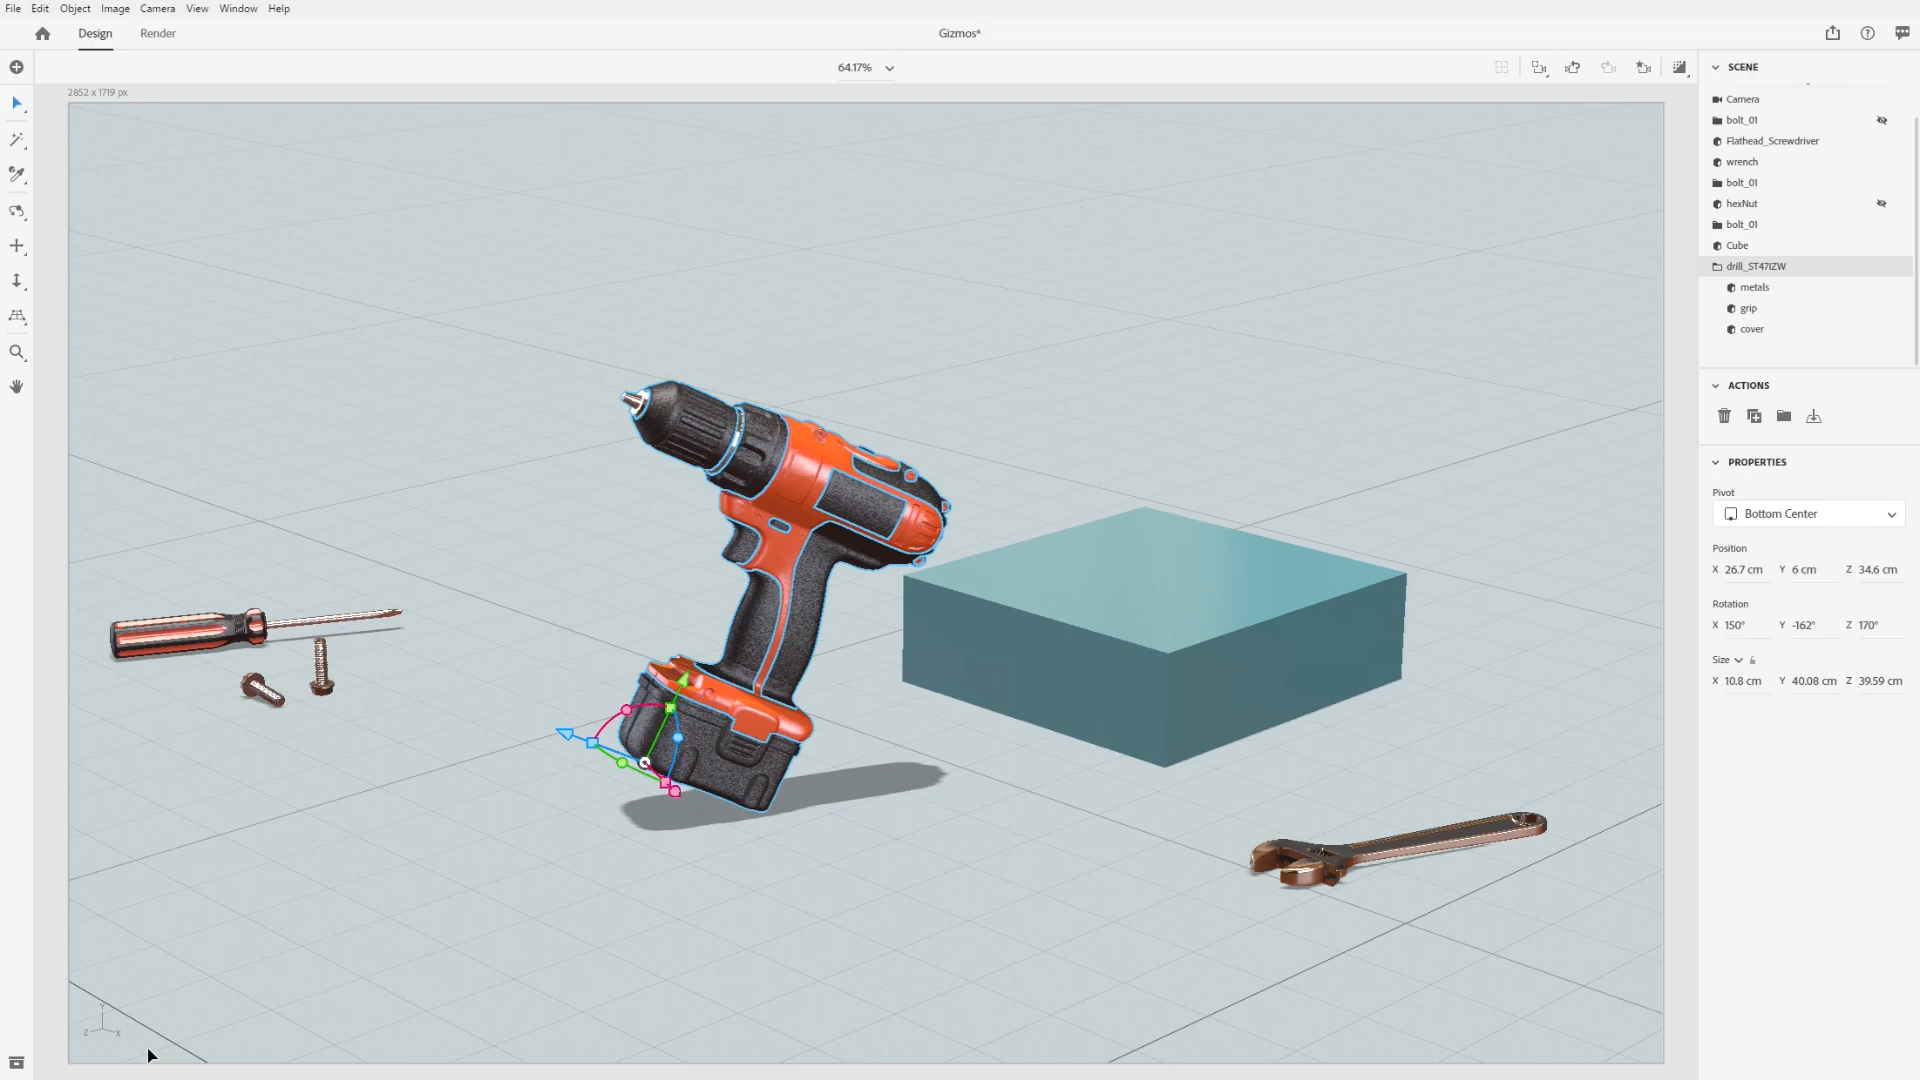 File Edit Object Image Camera View Window Help
Design Render Gizmos*
64.17%
2852 x 1719 px
SCENE
Camera
bolt_01
Flathead_Screwdriver
wrench
bolt_01
hexNut
bolt_01
Cube
drill_ST47IZW
metals
grip
cover
ACTIONS
PROPERTIES
Pivot
Bottom Center
Position
X 26.7 cm Y 6 cm Z 34.6 cm
Rotation
X 150° Y -162° Z 170°
Size
X 10.8 cm Y 40.08 cm Z 39.59 cm
Y
Z X